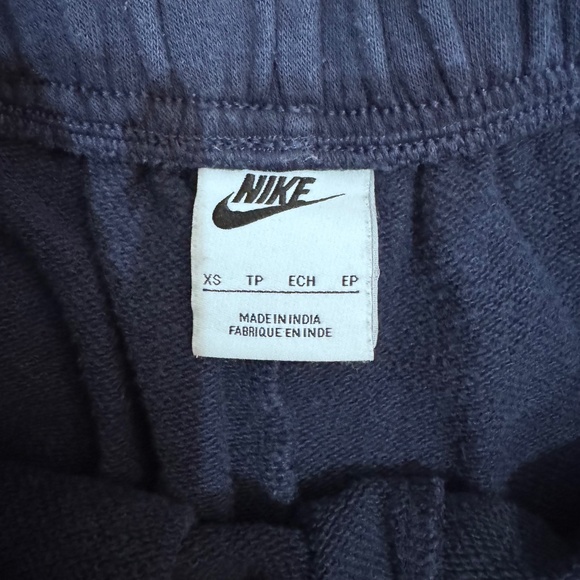 NIKE
XS TP ECH EP
MADE IN INDIA
FABRIQUE EN INDE